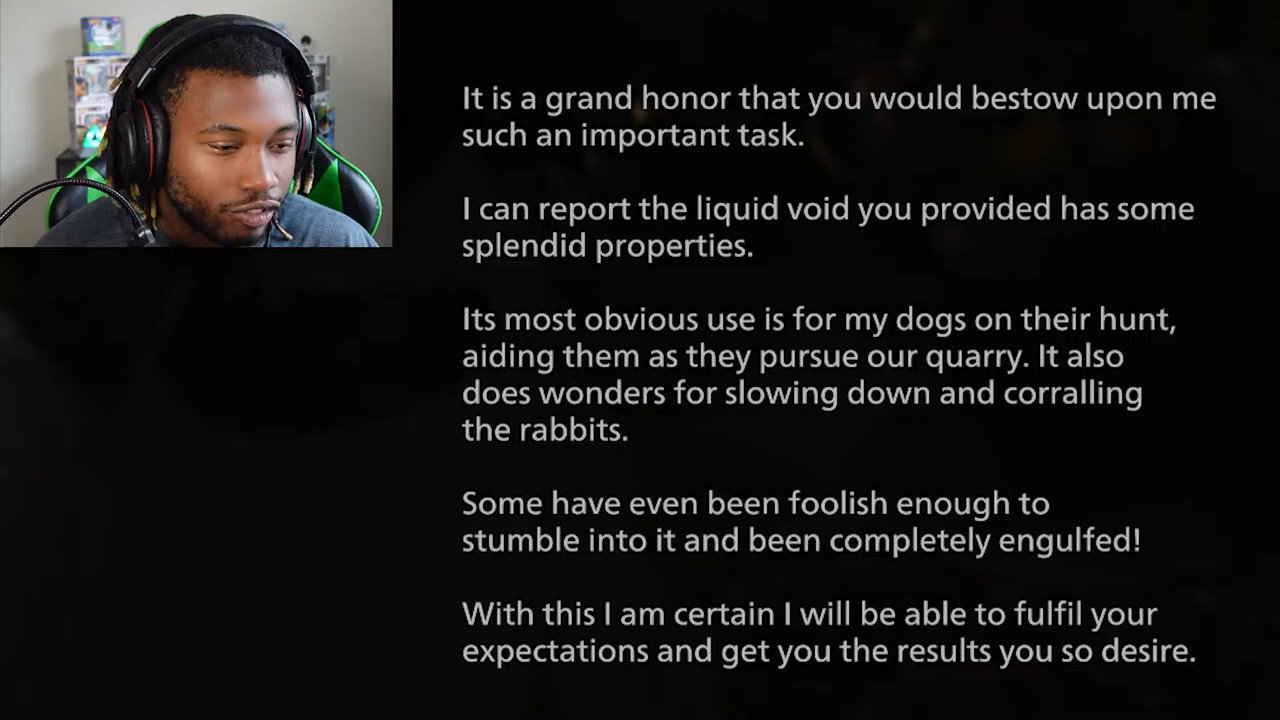 It is a grand honor that you would bestow upon me
such an important task.
I can report the liquid void you provided has some
splendid properties.
Its most obvious use is for my dogs on their hunt,
aiding them as they pursue our quarry. It also
does wonders for slowing down and corralling
the rabbits.
Some have even been foolish enough to
stumble into it and been completely engulfed!
With this I am certain I will be able to fulfil your
expectations and get you the results you so desire.